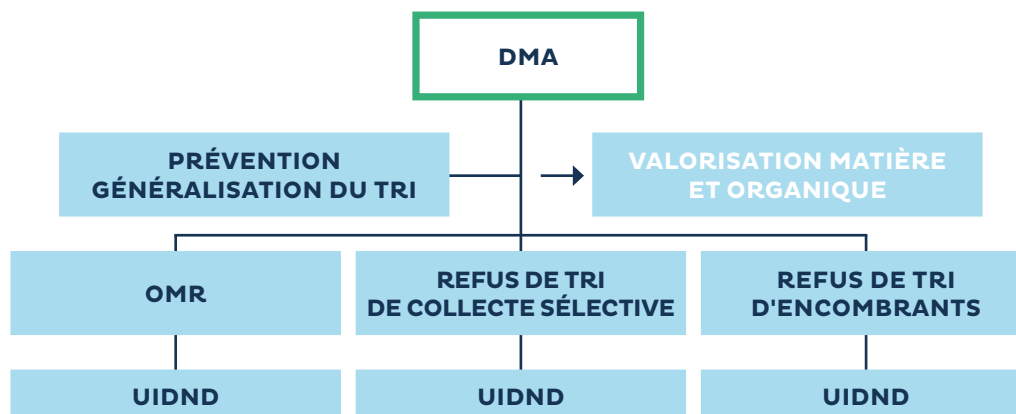 DMA
PRÉVENTION
GÉNÉRALISATION DU TRI
VALORISATION MATIÈRE
ET ORGANIQUE
OMR
REFUS DE TRI
DE COLLECTE SÉLECTIVE
REFUS DE TRI
D'ENCOMBRANTS
UIDND
UIDND
UIDND